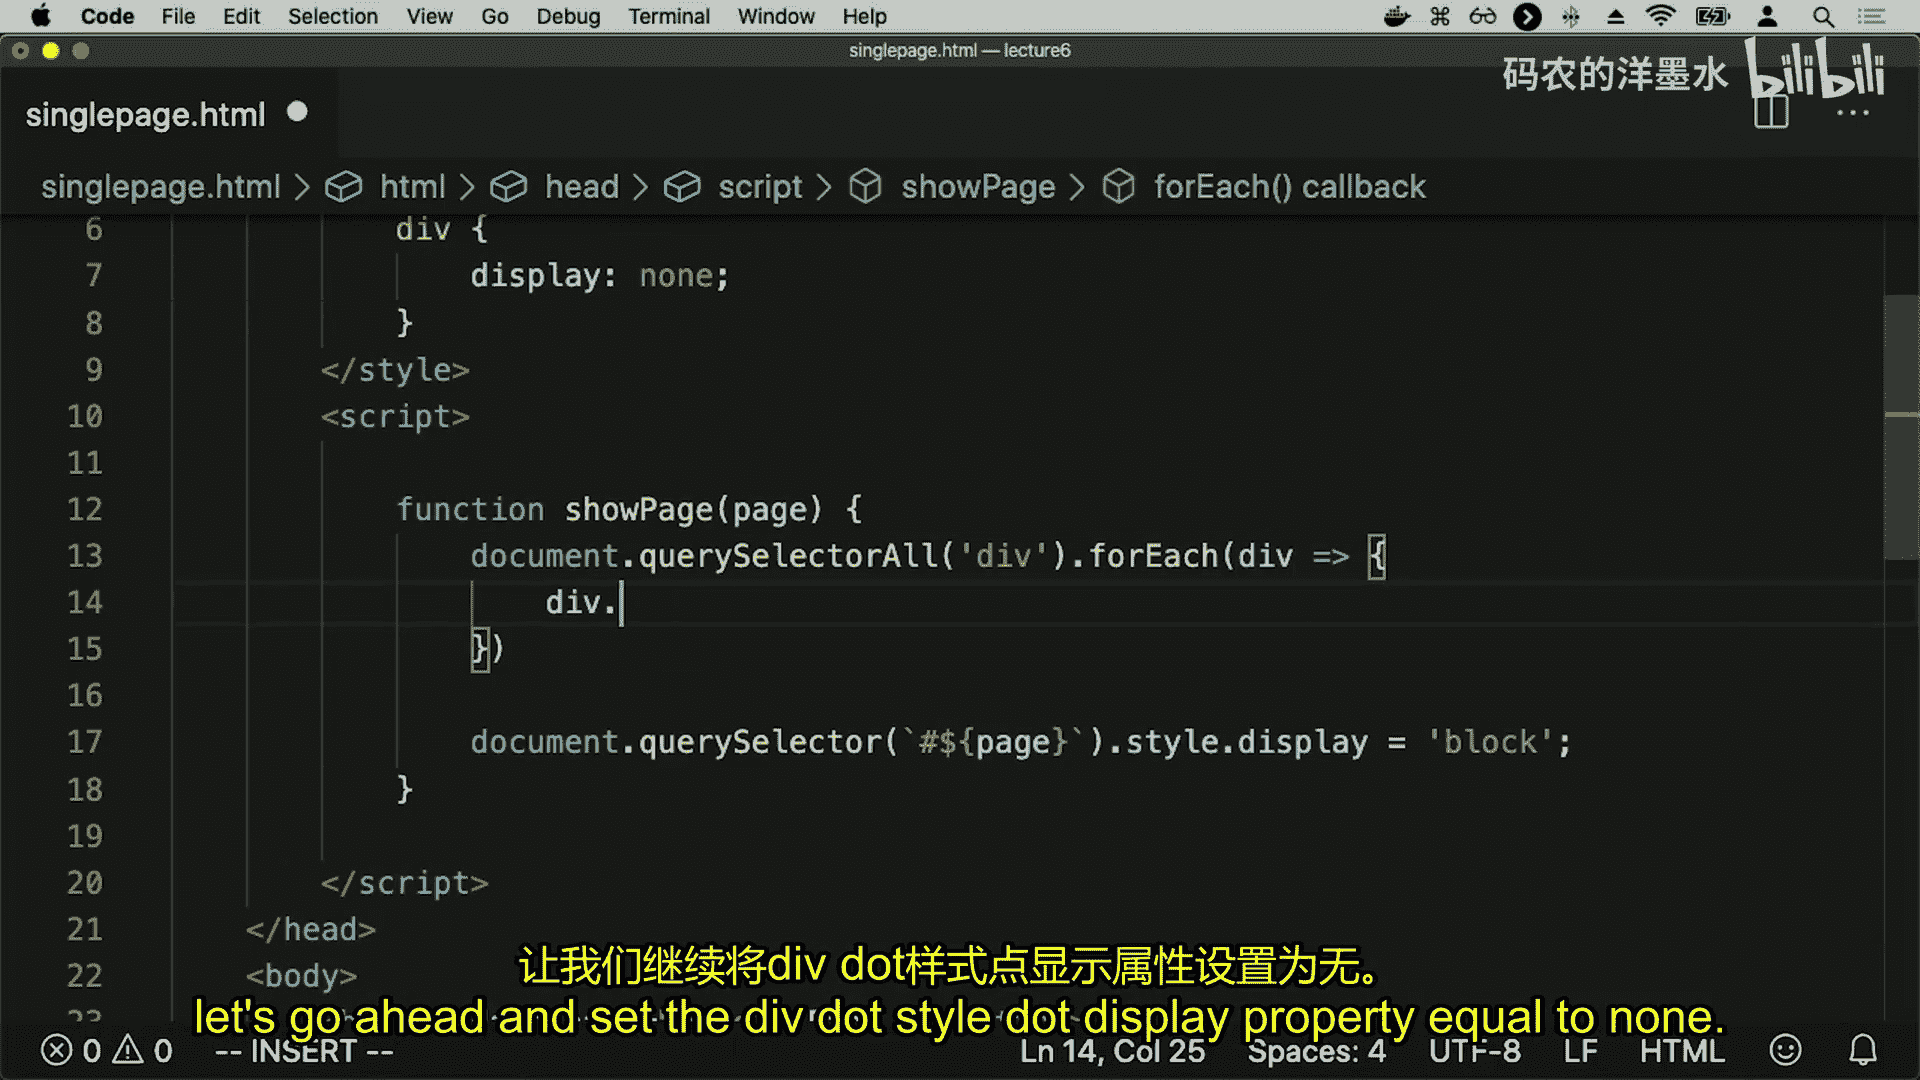 Code File Edit Selection View Go Debug Terminal Window Help
singlepage.html — lecture6
码农的洋墨水 bilibili
singlepage.html
singlepage.html > html > head > script > showPage > forEach() callback
6 div {
7 display: none;
8 }
9 </style>
10 <script>
11
12 function showPage(page) {
13 document.querySelectorAll('div').forEach(div => {
14 div.
15 })
16
17 document.querySelector(`#${page}`).style.display = 'block';
18 }
19
20 </script>
21 </head>
22 <body>
23
让我们继续将div dot样式点显示属性设置为无。
let's go ahead and set the div dot style dot display property equal to none.
0 0 -- INSERT -- Ln 14, Col 25 Spaces: 4 UTF-8 LF HTML